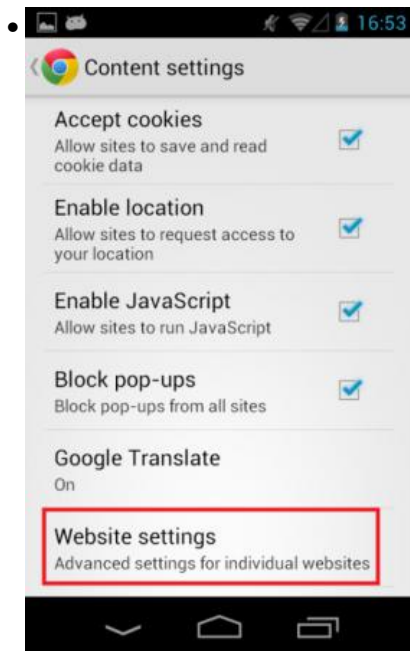 16:53
Content settings
Accept cookies
Allow sites to save and read
cookie data
Enable location
Allow sites to request access to
your location
Enable JavaScript
Allow sites to run JavaScript
Block pop-ups
Block pop-ups from all sites
Google Translate
On
Website settings
Advanced settings for individual websites